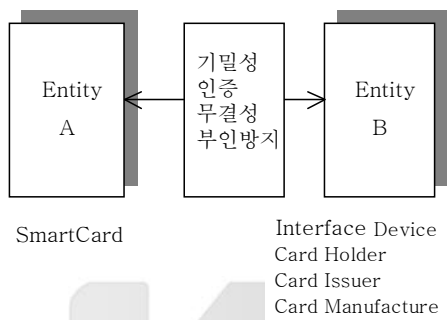 Entity
A
기밀성
인증
무결성
부인방지
Entity
B
SmartCard
Interface Device
Card Holder
Card Issuer
Card Manufacture